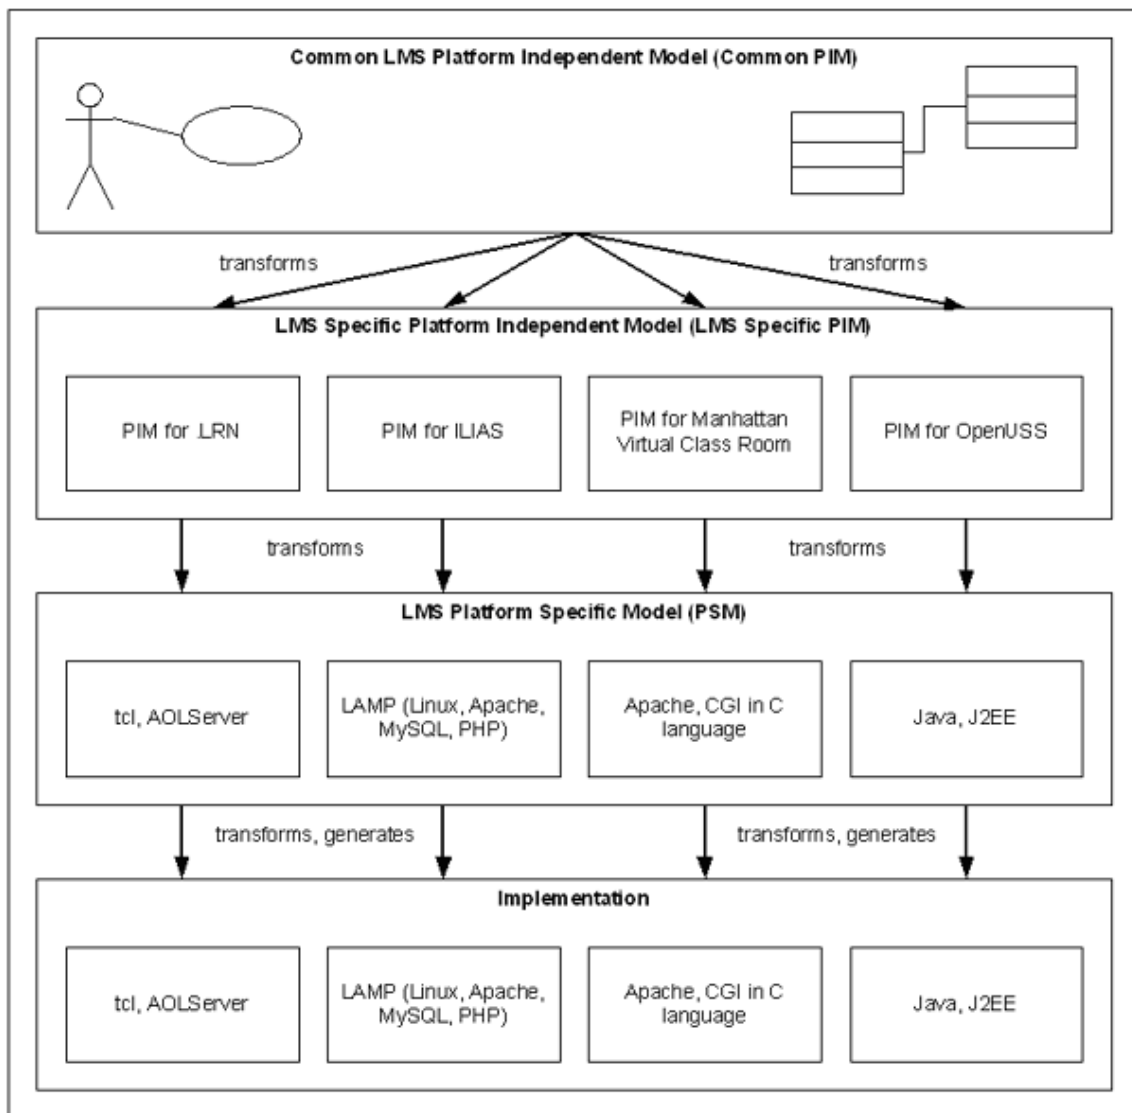 Common LMS Platform Independent Model (Common PIM)
transforms
transforms
LMS Specific Platform Independent Model (LMS Specific PIM)
PIM for .LRN
PIM for ILIAS
PIM for Manhattan
Virtual Class Room
PIM for OpenUSS
transforms
transforms
LMS Platform Specific Model (PSM)
tcl, AOLServer
LAMP (Linux, Apache,
MySQL, PHP)
Apache, CGI in C
language
Java, J2EE
transforms, generates
transforms, generates
Implementation
tcl, AOLServer
LAMP (Linux, Apache,
MySQL, PHP)
Apache, CGI in C
language
Java, J2EE